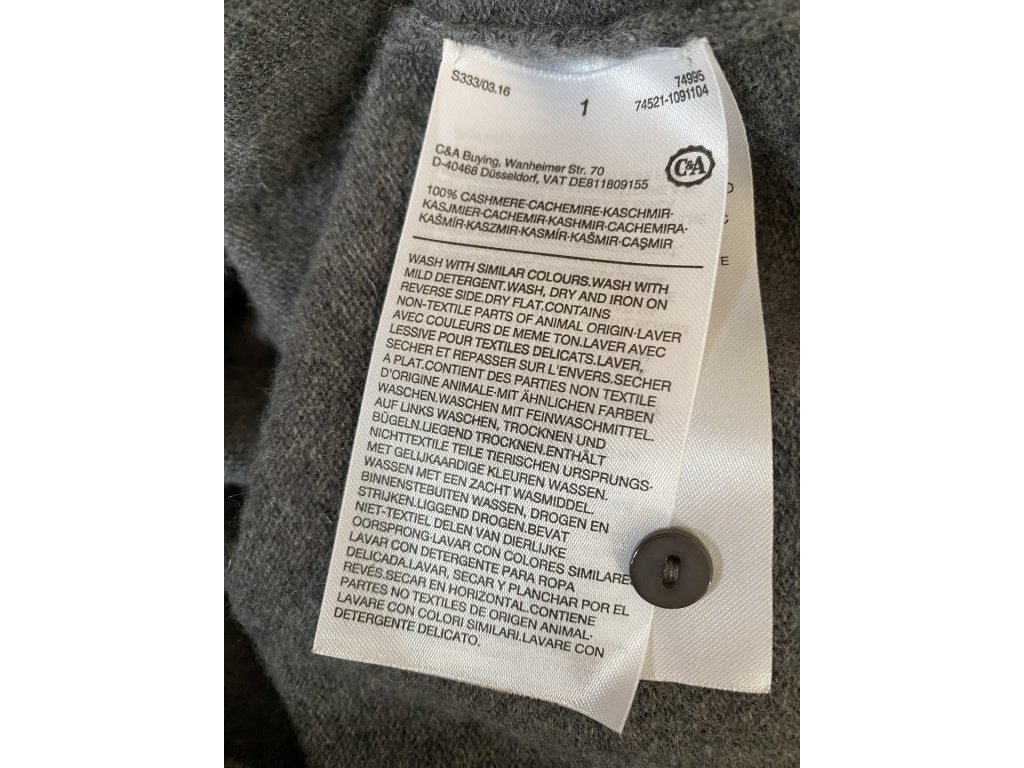 S333/03.16
1
74995
74521-1091104
C&A Buying, Wanheimer Str. 70
D-40468 Düsseldorf, VAT DE811809155
C&A
100% CASHMERE·CACHEMIRE·KASCHMIR·
KASJMIER·CACHEMIR·KASHMIR·CACHEMIRA·
KAŠMÍR·KASZMIR·KASMÍR·KAŠMIR·CAŞMIR
WASH WITH SIMILAR COLOURS.WASH WITH
MILD DETERGENT.WASH, DRY AND IRON ON
REVERSE SIDE.DRY FLAT.CONTAINS
NON-TEXTILE PARTS OF ANIMAL ORIGIN·LAVER
AVEC COULEURS DE MEME TON.LAVER AVEC
LESSIVE POUR TEXTILES DELICATS.LAVER,
SECHER ET REPASSER SUR L'ENVERS.SECHER
A PLAT.CONTIENT DES PARTIES NON TEXTILE
D'ORIGINE ANIMALE·MIT ÄHNLICHEN FARBEN
WASCHEN.WASCHEN MIT FEINWASCHMITTEL.
AUF LINKS WASCHEN, TROCKNEN UND
BÜGELN.LIEGEND TROCKNEN.ENTHÄLT
NICHTTEXTILE TEILE TIERISCHEN URSPRUNGS·
MET GELIJKAARDIGE KLEUREN WASSEN.
WASSEN MET EEN ZACHT WASMIDDEL.
BINNENSTEBUITEN WASSEN, DROGEN EN
STRIJKEN.LIGGEND DROGEN.BEVAT
NIET-TEXTIEL DELEN VAN DIERLIJKE
OORSPRONG·LAVAR CON COLORES SIMILARE
LAVAR CON DETERGENTE PARA ROPA
DELICADA.LAVAR, SECAR Y PLANCHAR POR EL
REVÉS.SECAR EN HORIZONTAL.CONTIENE
PARTES NO TEXTILES DE ORIGEN ANIMAL·
LAVARE CON COLORI SIMILARI.LAVARE CON
DETERGENTE DELICATO.